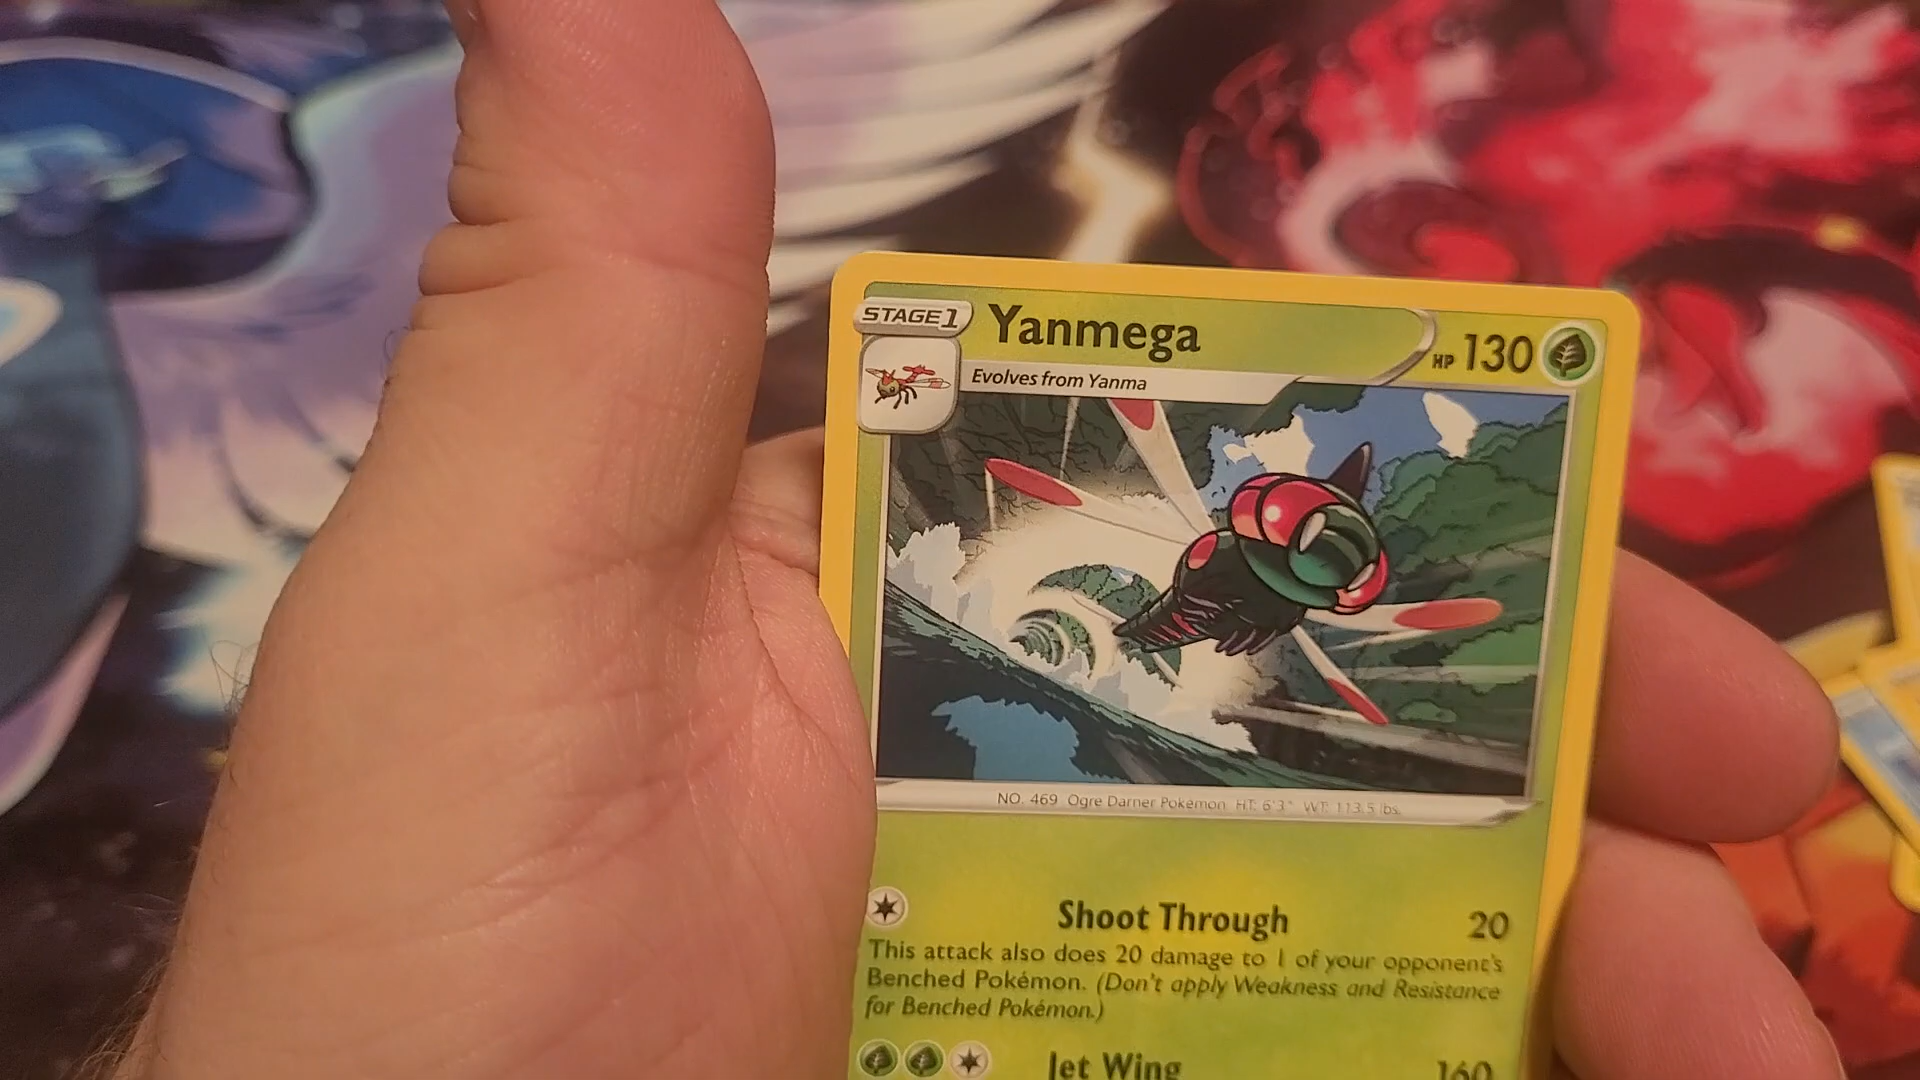 STAGE 1 Yanmega HP 130
Evolves from Yanma
NO. 469 Ogre Darner Pokémon HT: 6'3" WT: 113.5 lbs.
Shoot Through 20
This attack also does 20 damage to 1 of your opponent's
Benched Pokémon. (Don't apply Weakness and Resistance
for Benched Pokémon.)
Jet Wing 160